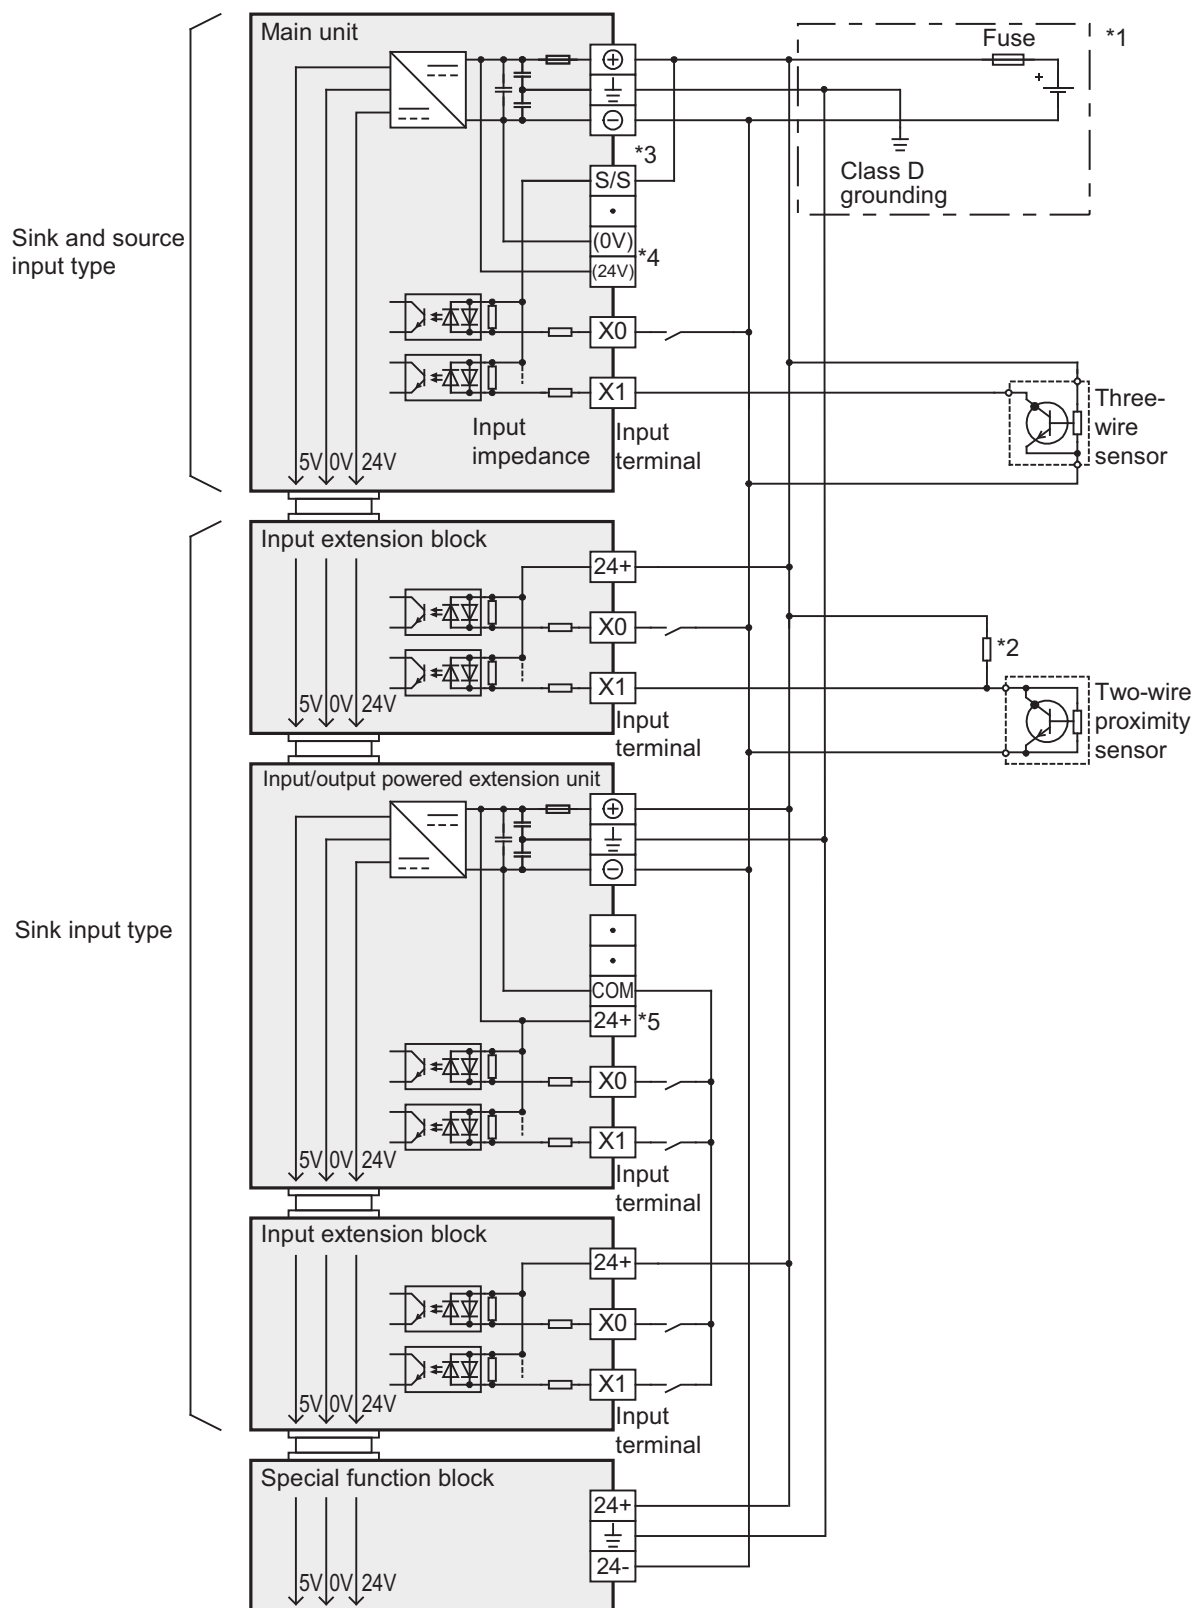 Main unit
Fuse
*1
+
⊕
⏚
⊖
*3
S/S
•
(0V)
*4
(24V)
Class D
grounding
Sink and source
input type
X0
X1
Input
impedance
Input
terminal
Three-
wire
sensor
5V 0V 24V
Input extension block
24+
X0
*2
X1
5V 0V 24V
Input
terminal
Two-wire
proximity
sensor
Input/output powered extension unit
⊕
⏚
⊖
Sink input type
•
•
COM
24+ *5
X0
X1
5V 0V 24V
Input
terminal
Input extension block
24+
X0
X1
5V 0V 24V
Input
terminal
Special function block
24+
⏚
24-
5V 0V 24V